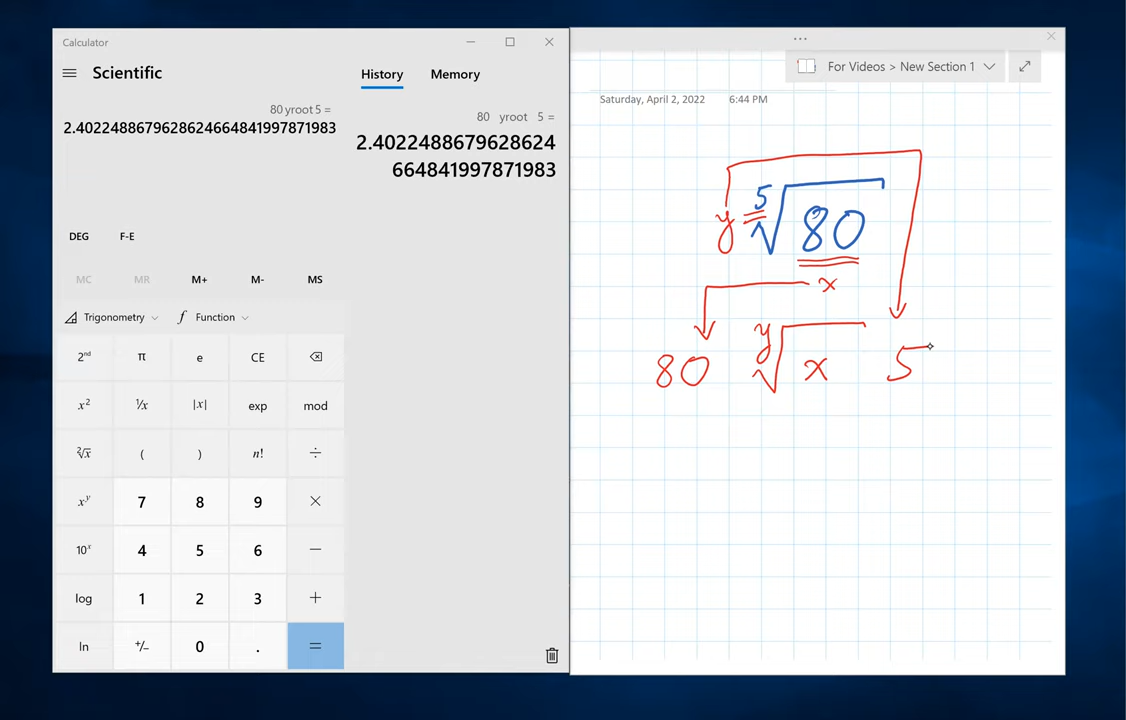 Calculator
Scientific
History Memory
80 yroot 5 =
2.4022488679628624664841997871983
80 yroot 5 =
2.4022488679628624
664841997871983
DEG F-E
MC MR M+ M- MS
Trigonometry f Function
2nd π e CE
x² ¹/x |x| exp mod
²√x ( ) n! ÷
xʸ 7 8 9 ×
10ˣ 4 5 6 −
log 1 2 3 +
ln +/− 0 . =
For Videos > New Section 1
Saturday, April 2, 2022 6:44 PM
y 5√80
x
80 y√x 5